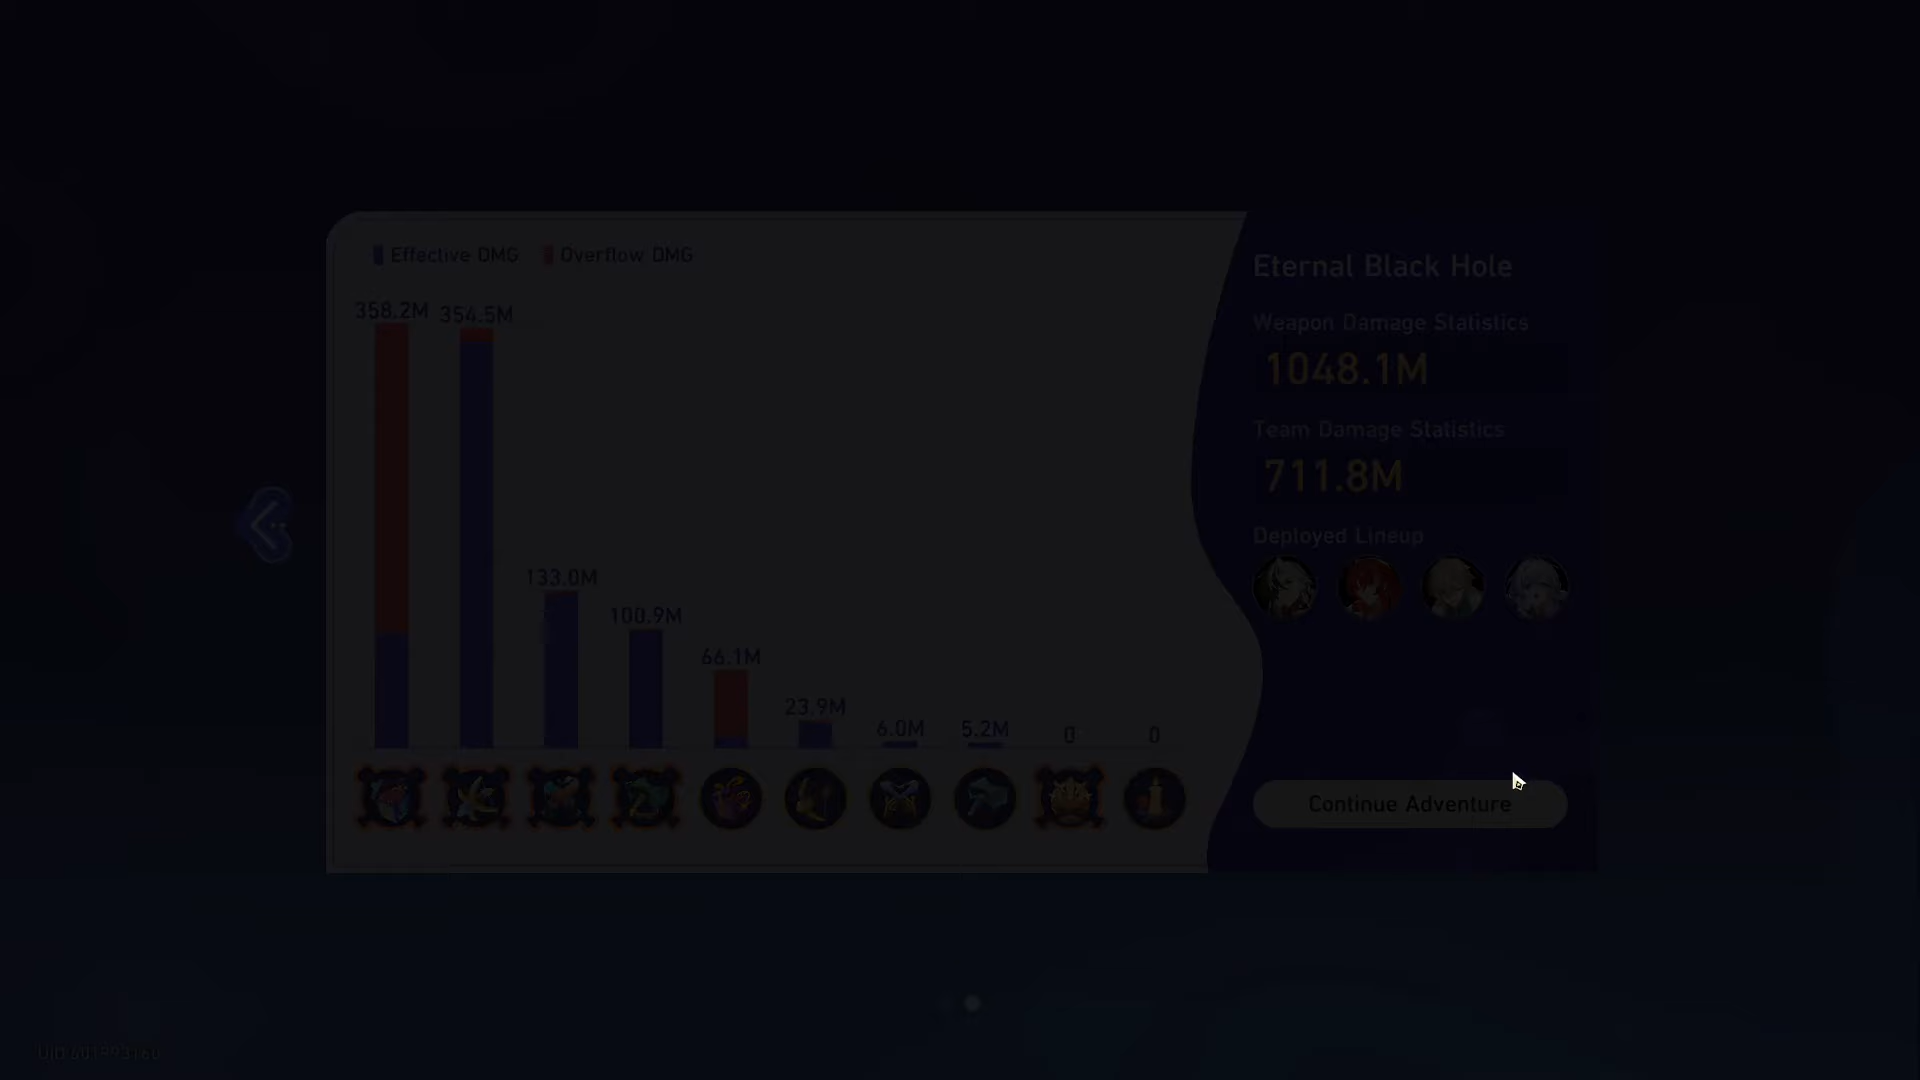 Effective DMG
Overflow DMG
358.2M
354.5M
133.0M
100.9M
66.1M
23.9M
6.0M
5.2M
0
0
Eternal Black Hole
Weapon Damage Statistics
1048.1M
Team Damage Statistics
711.8M
Deployed Lineup
Continue Adventure